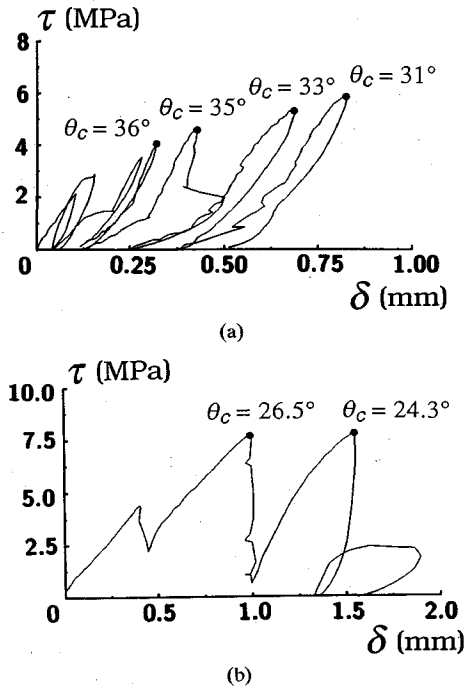 τ (MPa)
8
6
4
2
0
θc = 36°
θc = 35°
θc = 33°
θc = 31°
0.25
0.50
0.75
1.00
δ (mm)
(a)
τ (MPa)
10.0
7.5
5.0
2.5
0
θc = 26.5°
θc = 24.3°
0.5
1.0
1.5
2.0
δ (mm)
(b)